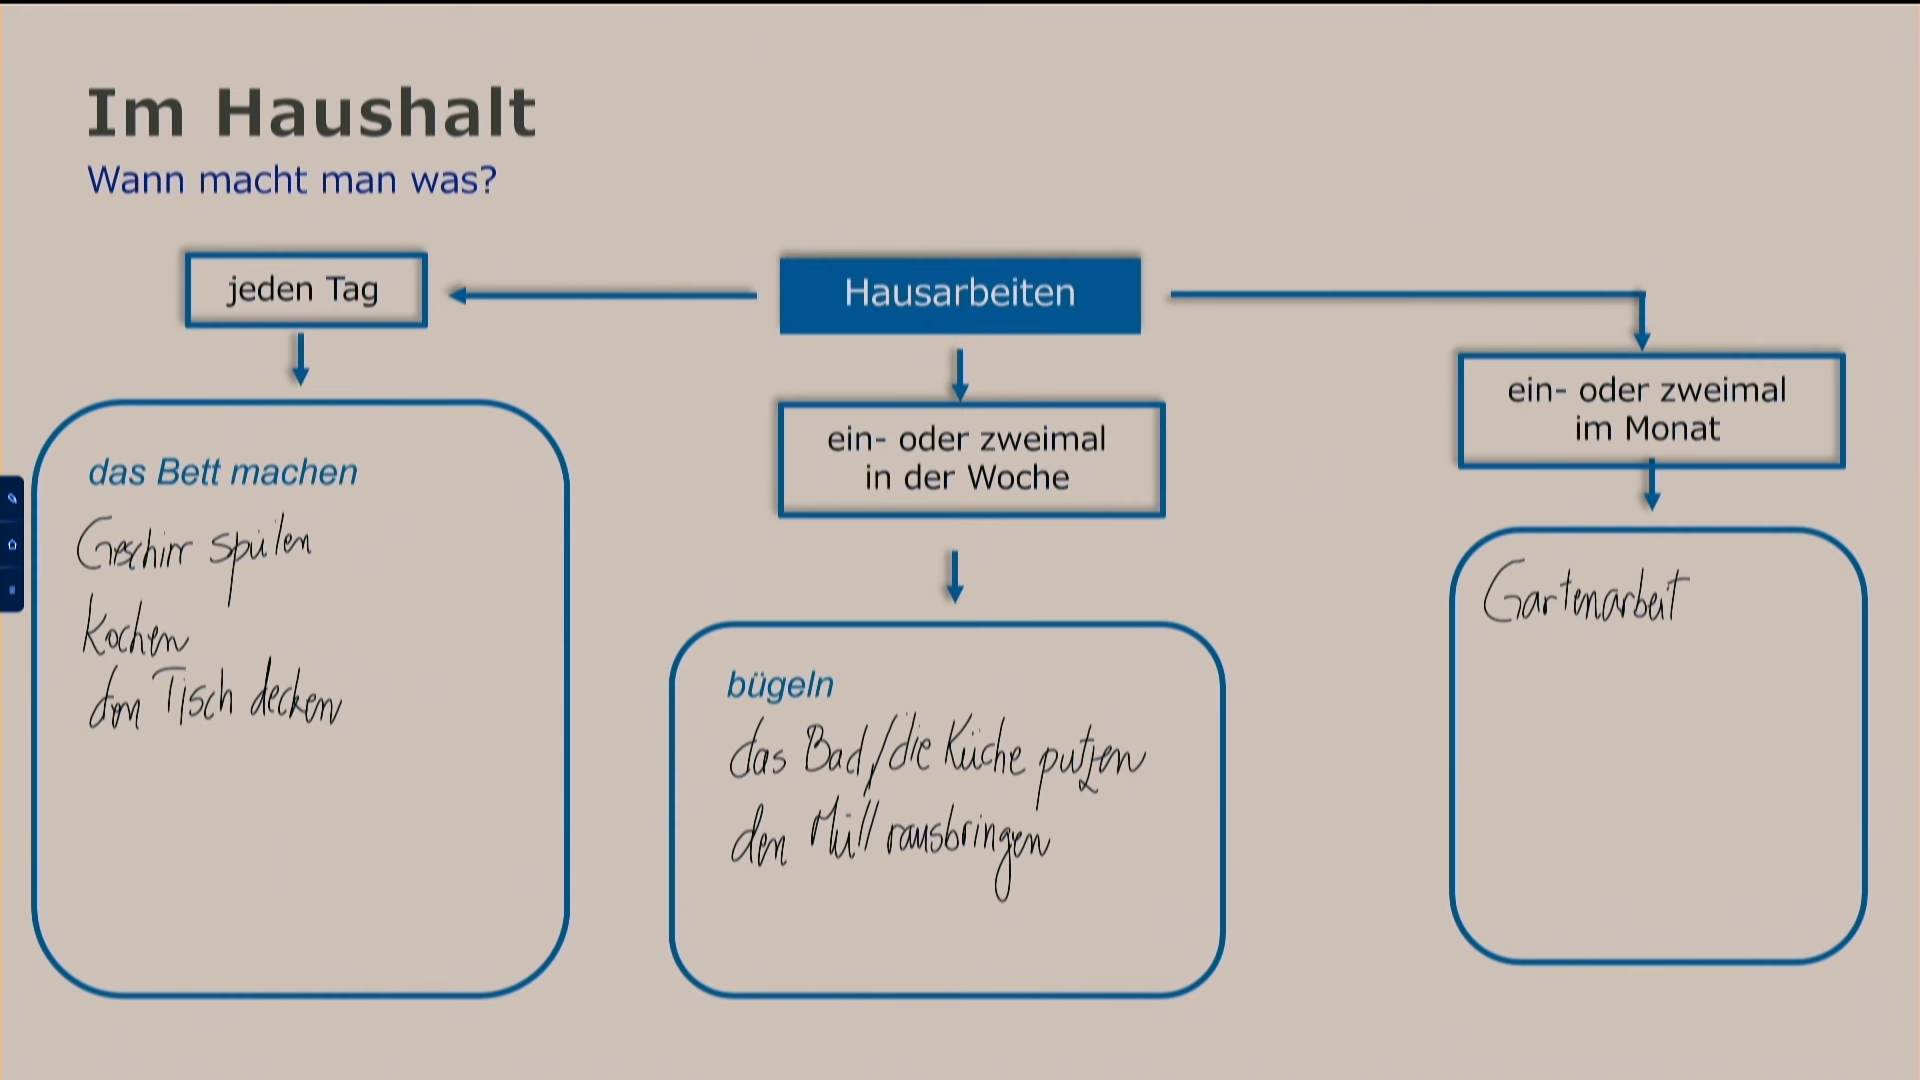 Im Haushalt
Wann macht man was?
jeden Tag
Hausarbeiten
ein- oder zweimal
im Monat
ein- oder zweimal
in der Woche
das Bett machen
Geschirr spülen
Kochen
den Tisch decken
bügeln
das Bad/die Küche putzen
den Müll rausbringen
Gartenarbeit